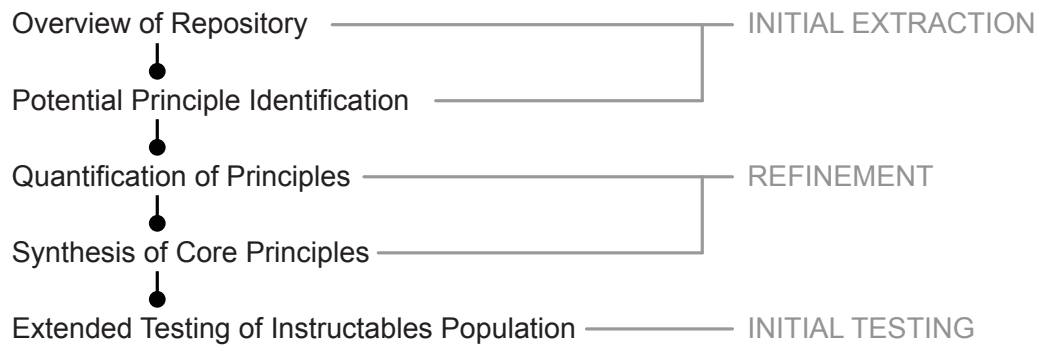 Overview of Repository INITIAL EXTRACTION
Potential Principle Identification
Quantification of Principles REFINEMENT
Synthesis of Core Principles
Extended Testing of Instructables Population INITIAL TESTING